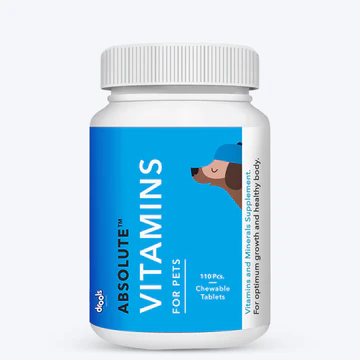 drools
ABSOLUTE™
VITAMINS
FOR PETS
110 Pcs.
Chewable
Tablets
Vitamins and Minerals Supplement.
For optimum growth and healthy body.